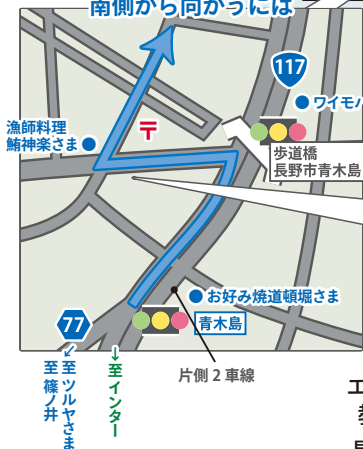 南側から向かうには
117
ワイモバ
漁師料理
鮪神楽さま
〒
歩道橋
長野市青木島
お好み焼道頓堀さま
青木島
77
片側2車線
↙至ツルヤさま
↙至 篠ノ井
↓至インター